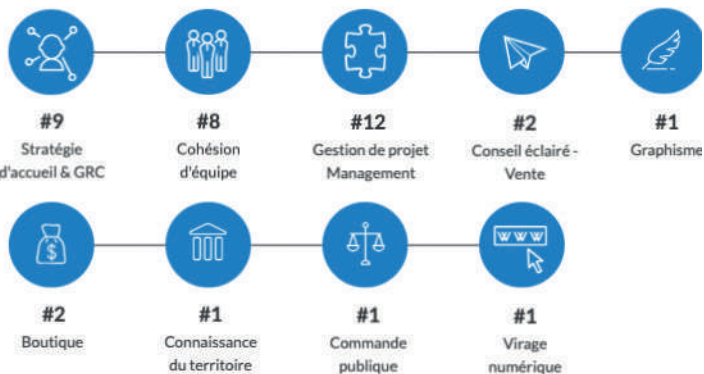 #9
Stratégie
d'accueil & GRC
#8
Cohésion
d'équipe
#12
Gestion de projet
Management
#2
Conseil éclairé -
Vente
#1
Graphisme
$
WWW
#2
Boutique
#1
Connaissance
du territoire
#1
Commande
publique
#1
Virage
numérique